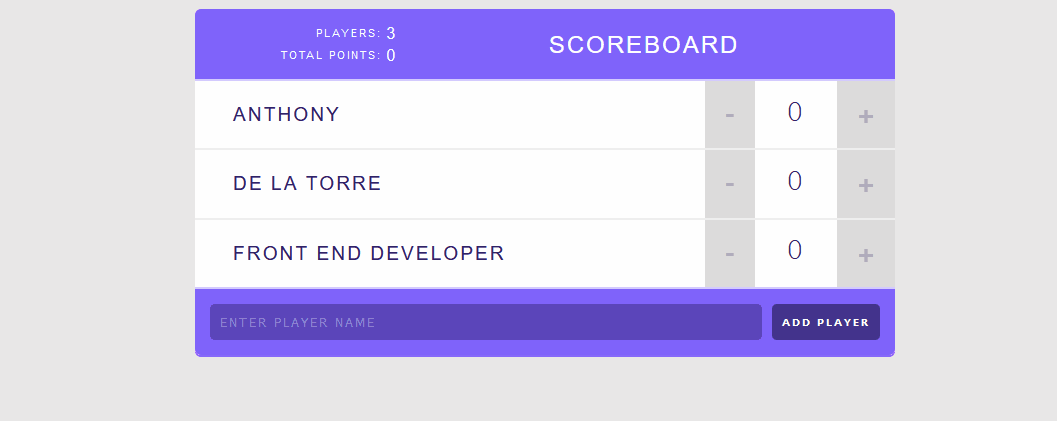 PLAYERS: 3
TOTAL POINTS: 0
SCOREBOARD
ANTHONY - 0 +
DE LA TORRE - 0 +
FRONT END DEVELOPER - 0 +
ENTER PLAYER NAME ADD PLAYER